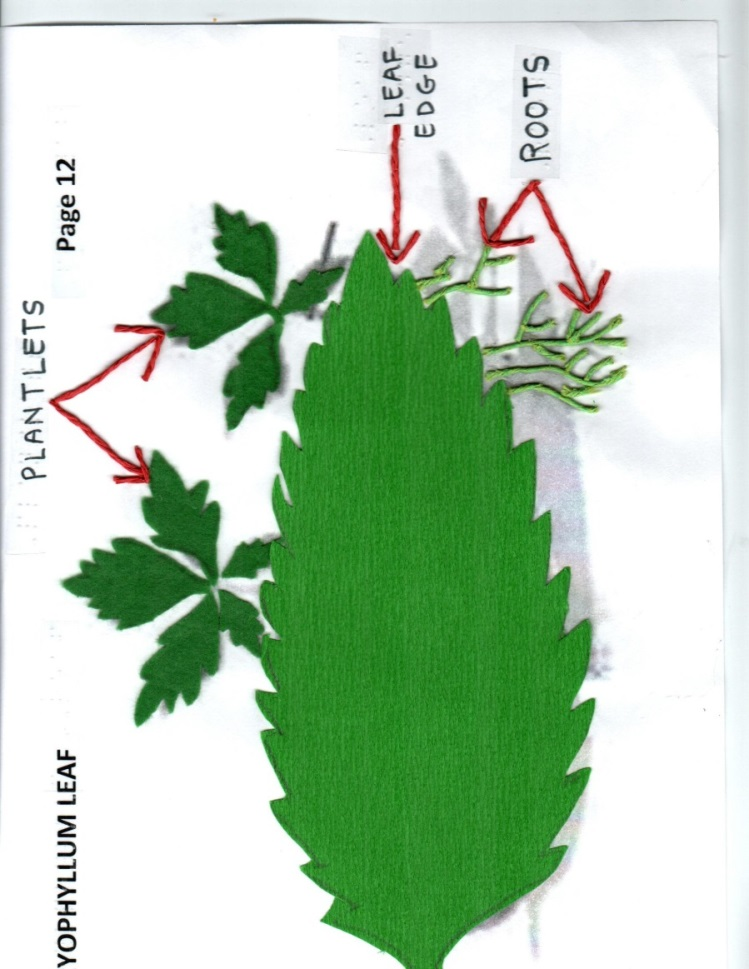 YOPHYLLUM LEAF
Page 12
PLANTLETS
LEAF
EDGE
ROOTS